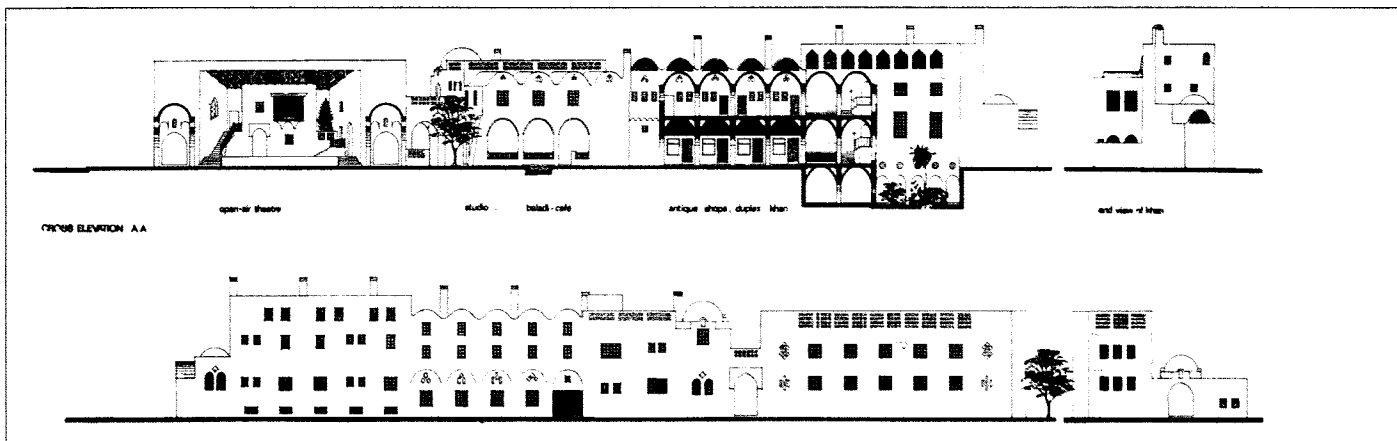 open-air theatre
studio
baladi-café
antique shops, duplex khan
end view of khan
CROSS ELEVATION A A